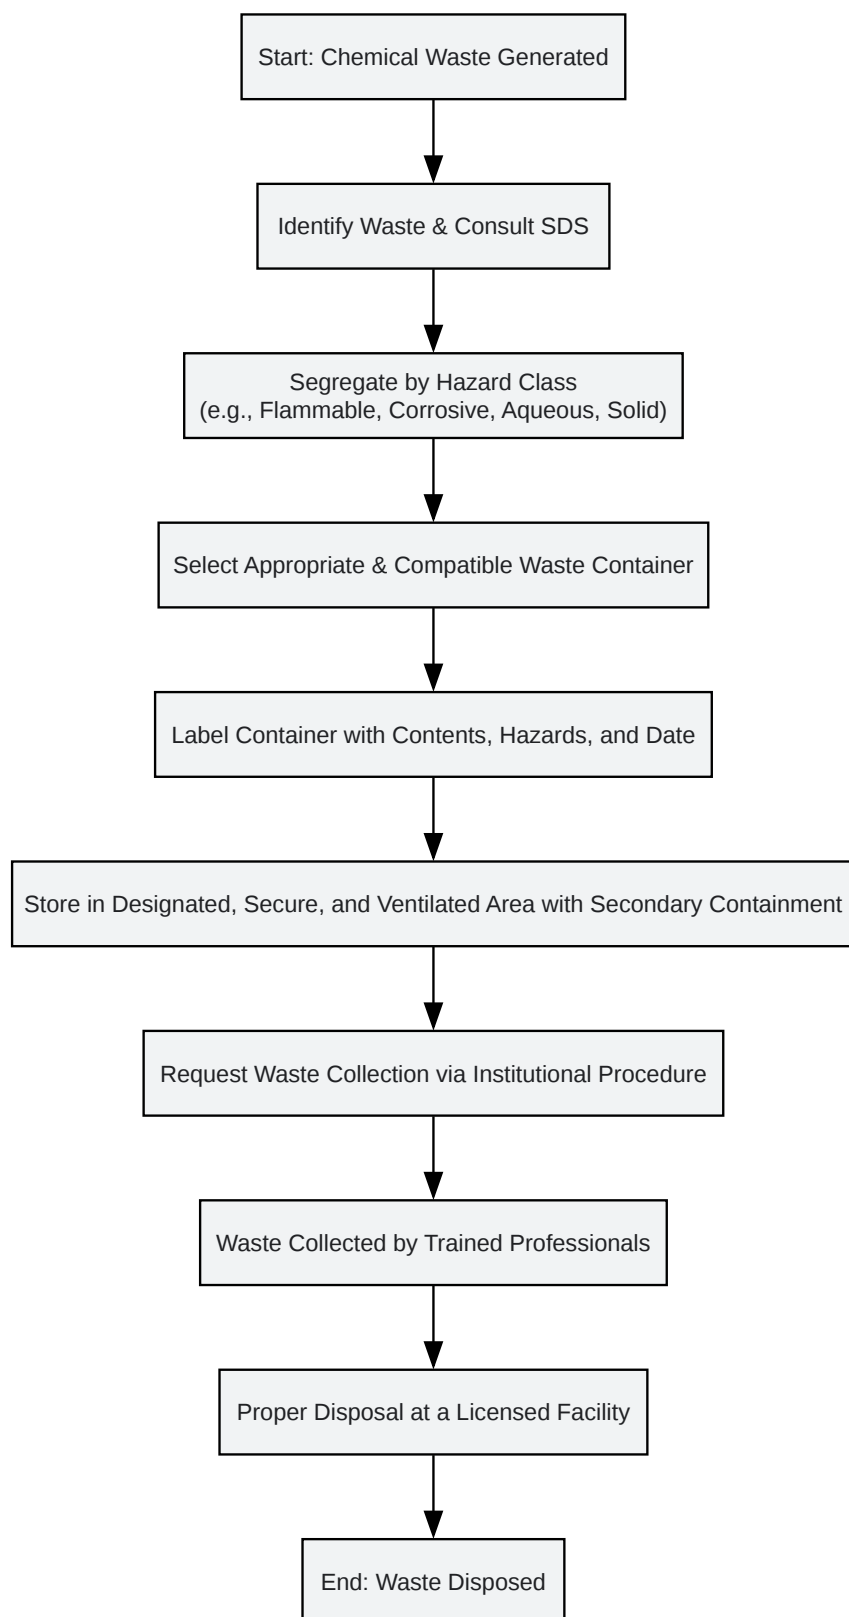 Start: Chemical Waste Generated
Identify Waste & Consult SDS
Segregate by Hazard Class
(e.g., Flammable, Corrosive, Aqueous, Solid)
Select Appropriate & Compatible Waste Container
Label Container with Contents, Hazards, and Date
Store in Designated, Secure, and Ventilated Area with Secondary Containment
Request Waste Collection via Institutional Procedure
Waste Collected by Trained Professionals
Proper Disposal at a Licensed Facility
End: Waste Disposed